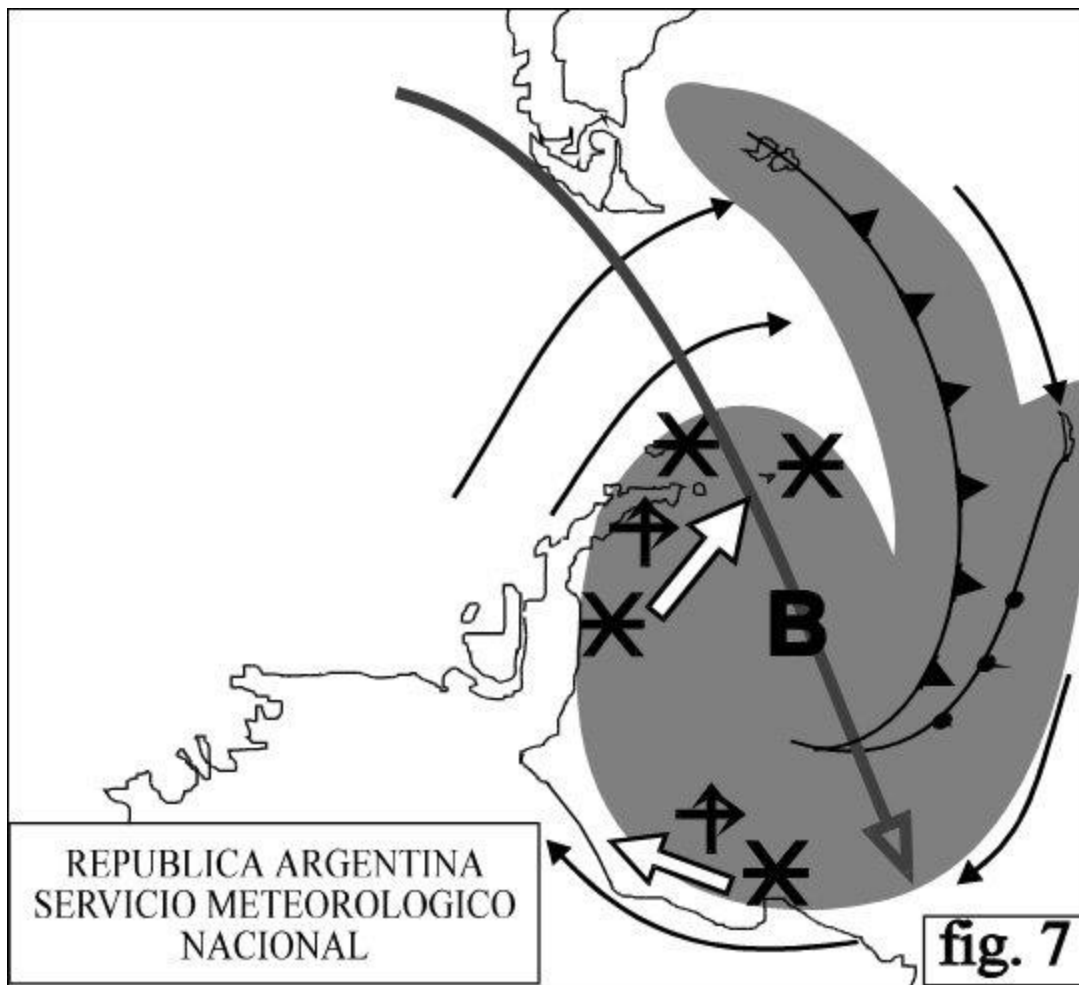 B
REPUBLICA ARGENTINA
SERVICIO METEOROLOGICO
NACIONAL
fig. 7